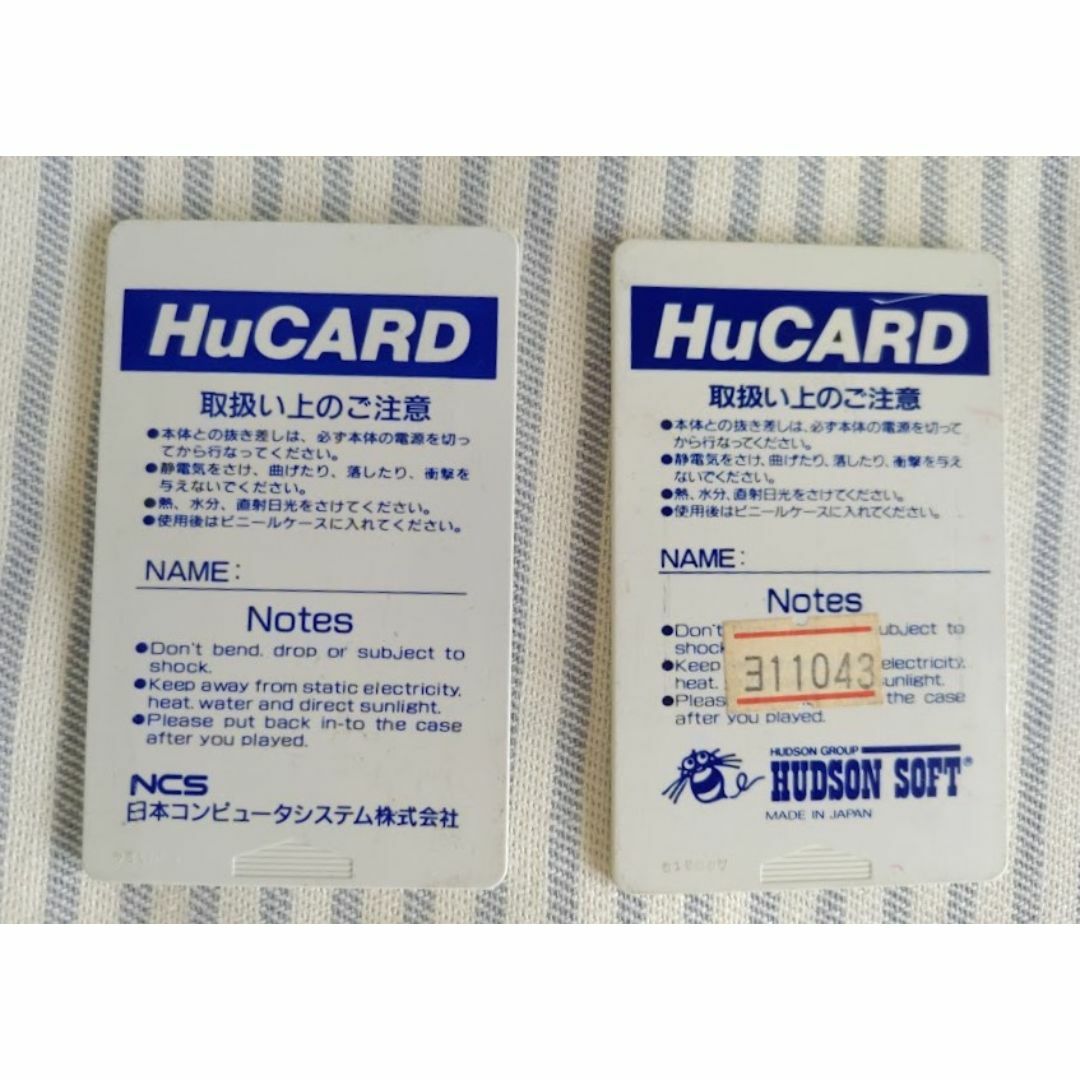 HuCARD
取扱い上のご注意
●本体との抜き差しは、必ず本体の電源を切っ
てから行なってください。
●静電気をさけ、曲げたり、落したり、衝撃を
与えないでください。
●熱、水分、直射日光をさけてください。
●使用後はビニールケースに入れてください。
NAME:
Notes
●Don't bend. drop or subject to
shock.
●Keep away from static electricity.
heat. water and direct sunlight.
●Please put back in-to the case
after you played.
NCS
日本コンピュータシステム株式会社
HuCARD
取扱い上のご注意
●本体との抜き差しは、必ず本体の電源を切って
から行なってください。
●静電気をさけ、曲げたり、落したり、衝撃を与え
ないでください。
●熱、水分、直射日光をさけてください。
●使用後はビニールケースに入れてください。
NAME:
Notes
●Don't ubject to
shock
●Keep electricity.
heat. unlight.
●Pleas the case
after you played.
311043
HUDSON GROUP
HUDSON SOFT®
MADE IN JAPAN